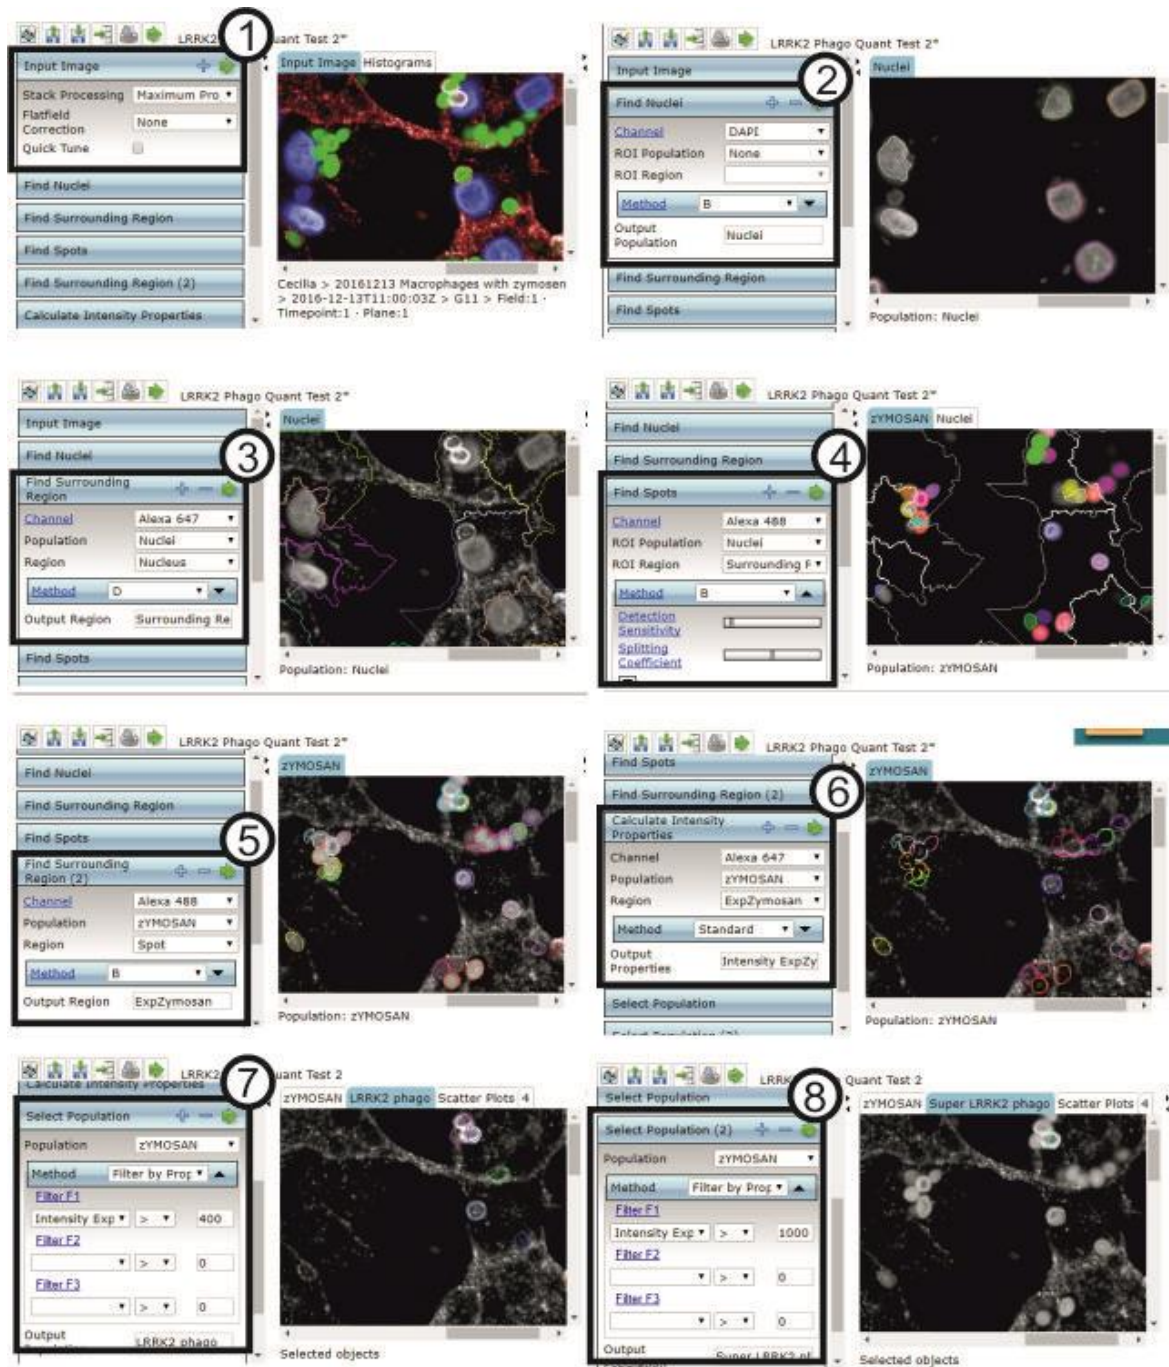 LRRK2
uant Test 2*
1
Input Image
Stack Processing Maximum Pro
Flatfield
Correction None
Quick Tune
Find Nuclei
Find Surrounding Region
Find Spots
Find Surrounding Region (2)
Calculate Intensity Properties
Input Image Histograms
Cecilia > 20161213 Macrophages with zymosen
> 2016-12-13T11:00:03Z > G11 > Field:1 -
Timepoint:1 - Plane:1
LRRK2 Phago Quant Test 2*
2
Input Image
Find Nuclei
Channel DAPI
ROI Population None
ROI Region
Method B
Output
Population Nuclei
Find Surrounding Region
Find Spots
Nuclei
Population: Nuclei
LRRK2 Phago Quant Test 2*
3
Input Image
Find Nuclei
Find Surrounding
Region
Channel Alexa 647
Population Nuclei
Region Nucleus
Method D
Output Region Surrounding Re
Find Spots
Nuclei
Population: Nuclei
LRRK2 Phago Quant Test 2*
4
Find Nuclei
Find Surrounding Region
Find Spots
Channel Alexa 488
ROI Population Nuclei
ROI Region Surrounding F
Method B
Detection
Sensitivity
Splitting
Coefficient
zYMOSAN Nuclei
Population: zYMOSAN
LRRK2 Phago Quant Test 2*
5
Find Nuclei
Find Surrounding Region
Find Spots
Find Surrounding
Region (2)
Channel Alexa 488
Population zYMOSAN
Region Spot
Method B
Output Region ExpZymosan
zYMOSAN
Population: zYMOSAN
LRRK2 Phago Quant Test 2*
6
Find Spots
Find Surrounding Region (2)
Calculate Intensity
Properties
Channel Alexa 647
Population zYMOSAN
Region ExpZymosan
Method Standard
Output
Properties Intensity ExpZy
Select Population
Select Population (2)
zYMOSAN
Population: zYMOSAN
LRRK2
uant Test 2
7
Calculate Intensity Properties
Select Population
Population zYMOSAN
Method Filter by Prop
Filter F1
Intensity Exp > 400
Filter F2
> 0
Filter F3
> 0
Output
LRRK2 phago
zYMOSAN LRRK2 phago Scatter Plots 4
Selected objects
LRRK2
Quant Test 2
8
Select Population
Select Population (2)
Population zYMOSAN
Method Filter by Prop
Filter F1
Intensity Exp > 1000
Filter F2
> 0
Filter F3
> 0
Output
Super LRRK2 pl
zYMOSAN Super LRRK2 phago Scatter Plots 4
Selected objects